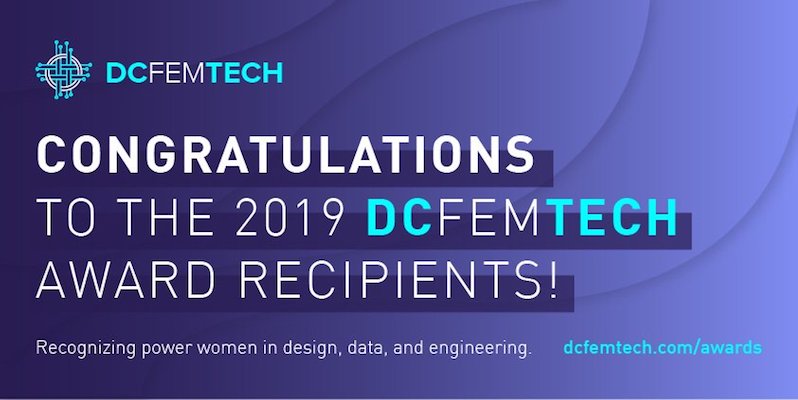 DCFEMTECH
CONGRATULATIONS
TO THE 2019 DCFEMTECH
AWARD RECIPIENTS!
Recognizing power women in design, data, and engineering. dcfemtech.com/awards